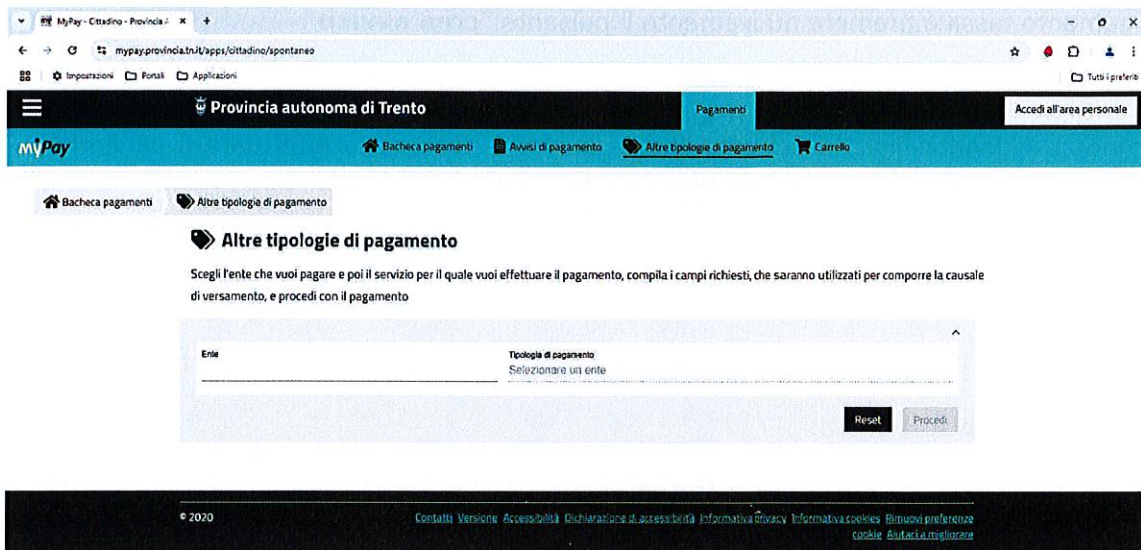 MyPay - Cittadino - Provincia
mypay.provincia.tn.it/apps/cittadino/spontaneo
Impostazioni Portali Applicazioni Tutti i preferiti
Provincia autonoma di Trento Pagamenti Accedi all'area personale
myPay Bacheca pagamenti Avvisi di pagamento Altre tipologie di pagamento Carrello
Bacheca pagamenti Altre tipologie di pagamento
Altre tipologie di pagamento
Scegli l'ente che vuoi pagare e poi il servizio per il quale vuoi effettuare il pagamento, compila i campi richiesti, che saranno utilizzati per comporre la causale
di versamento, e procedi con il pagamento
Ente Tipologia di pagamento
Selezionare un ente
Reset Procedi
© 2020 Contatti Versione Accessibilità Dichiarazione di accessibilità Informativa privacy Informativa cookies Rimuovi preferenze
cookie Aiutaci a migliorare